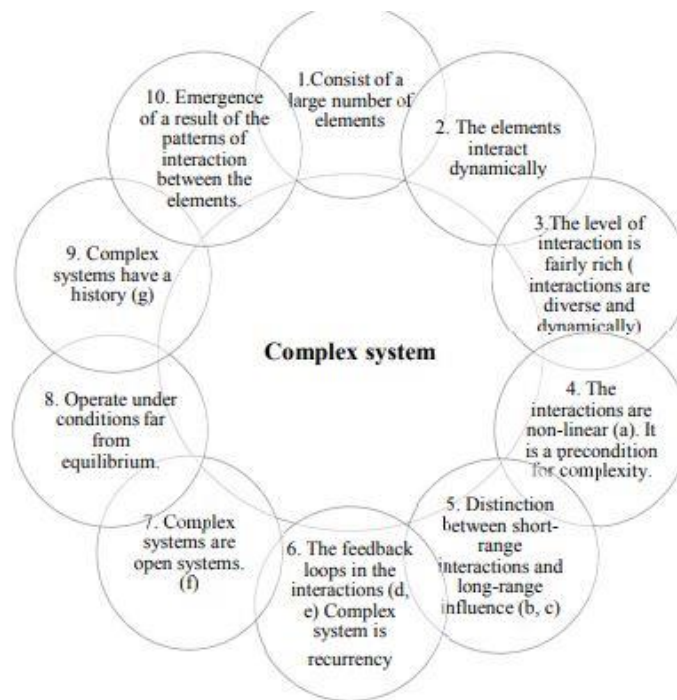 1.Consist of a
large number of
elements
2. The elements
interact
dynamically
3.The level of
interaction is
fairly rich (
interactions are
diverse and
dynamically)
4. The
interactions are
non-linear (a). It
is a precondition
for complexity.
5. Distinction
between short-
range
interactions and
long-range
influence (b, c)
6. The feedback
loops in the
interactions (d,
e) Complex
system is
recurrency
7. Complex
systems are
open systems.
(f)
8. Operate under
conditions far
from
equilibrium.
9. Complex
systems have a
history (g)
10. Emergence
of a result of the
patterns of
interaction
between the
elements.
Complex system